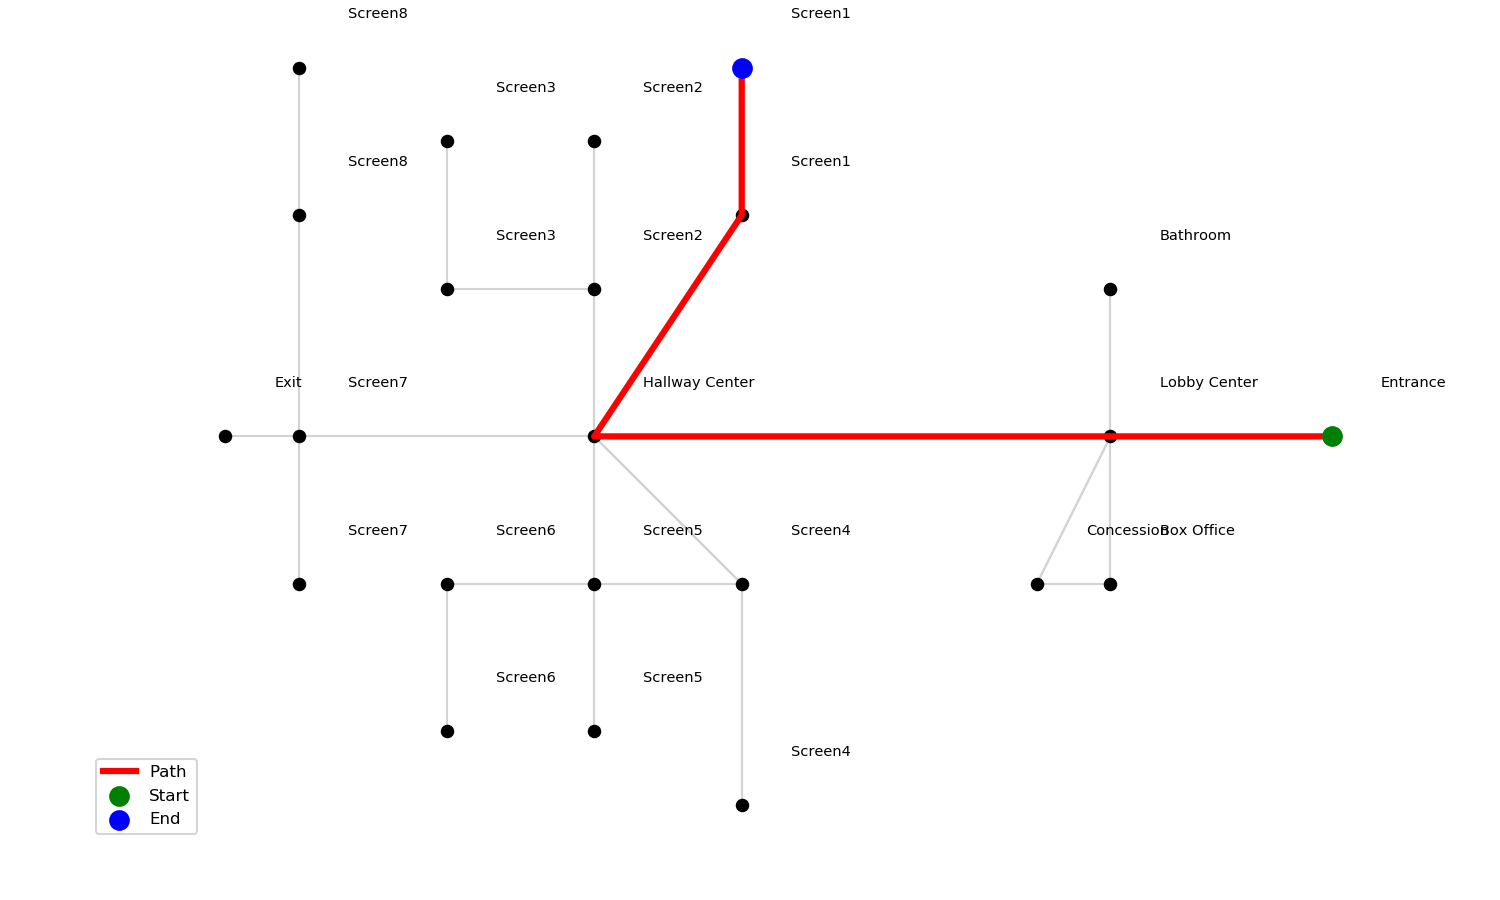 Screen8
Screen1
Screen3
Screen2
Screen8
Screen1
Screen3
Screen2
Bathroom
Exit
Screen7
Hallway Center
Lobby Center
Entrance
Screen7
Screen6
Screen5
Screen4
Concession
Box Office
Screen6
Screen5
Screen4
Path
Start
End